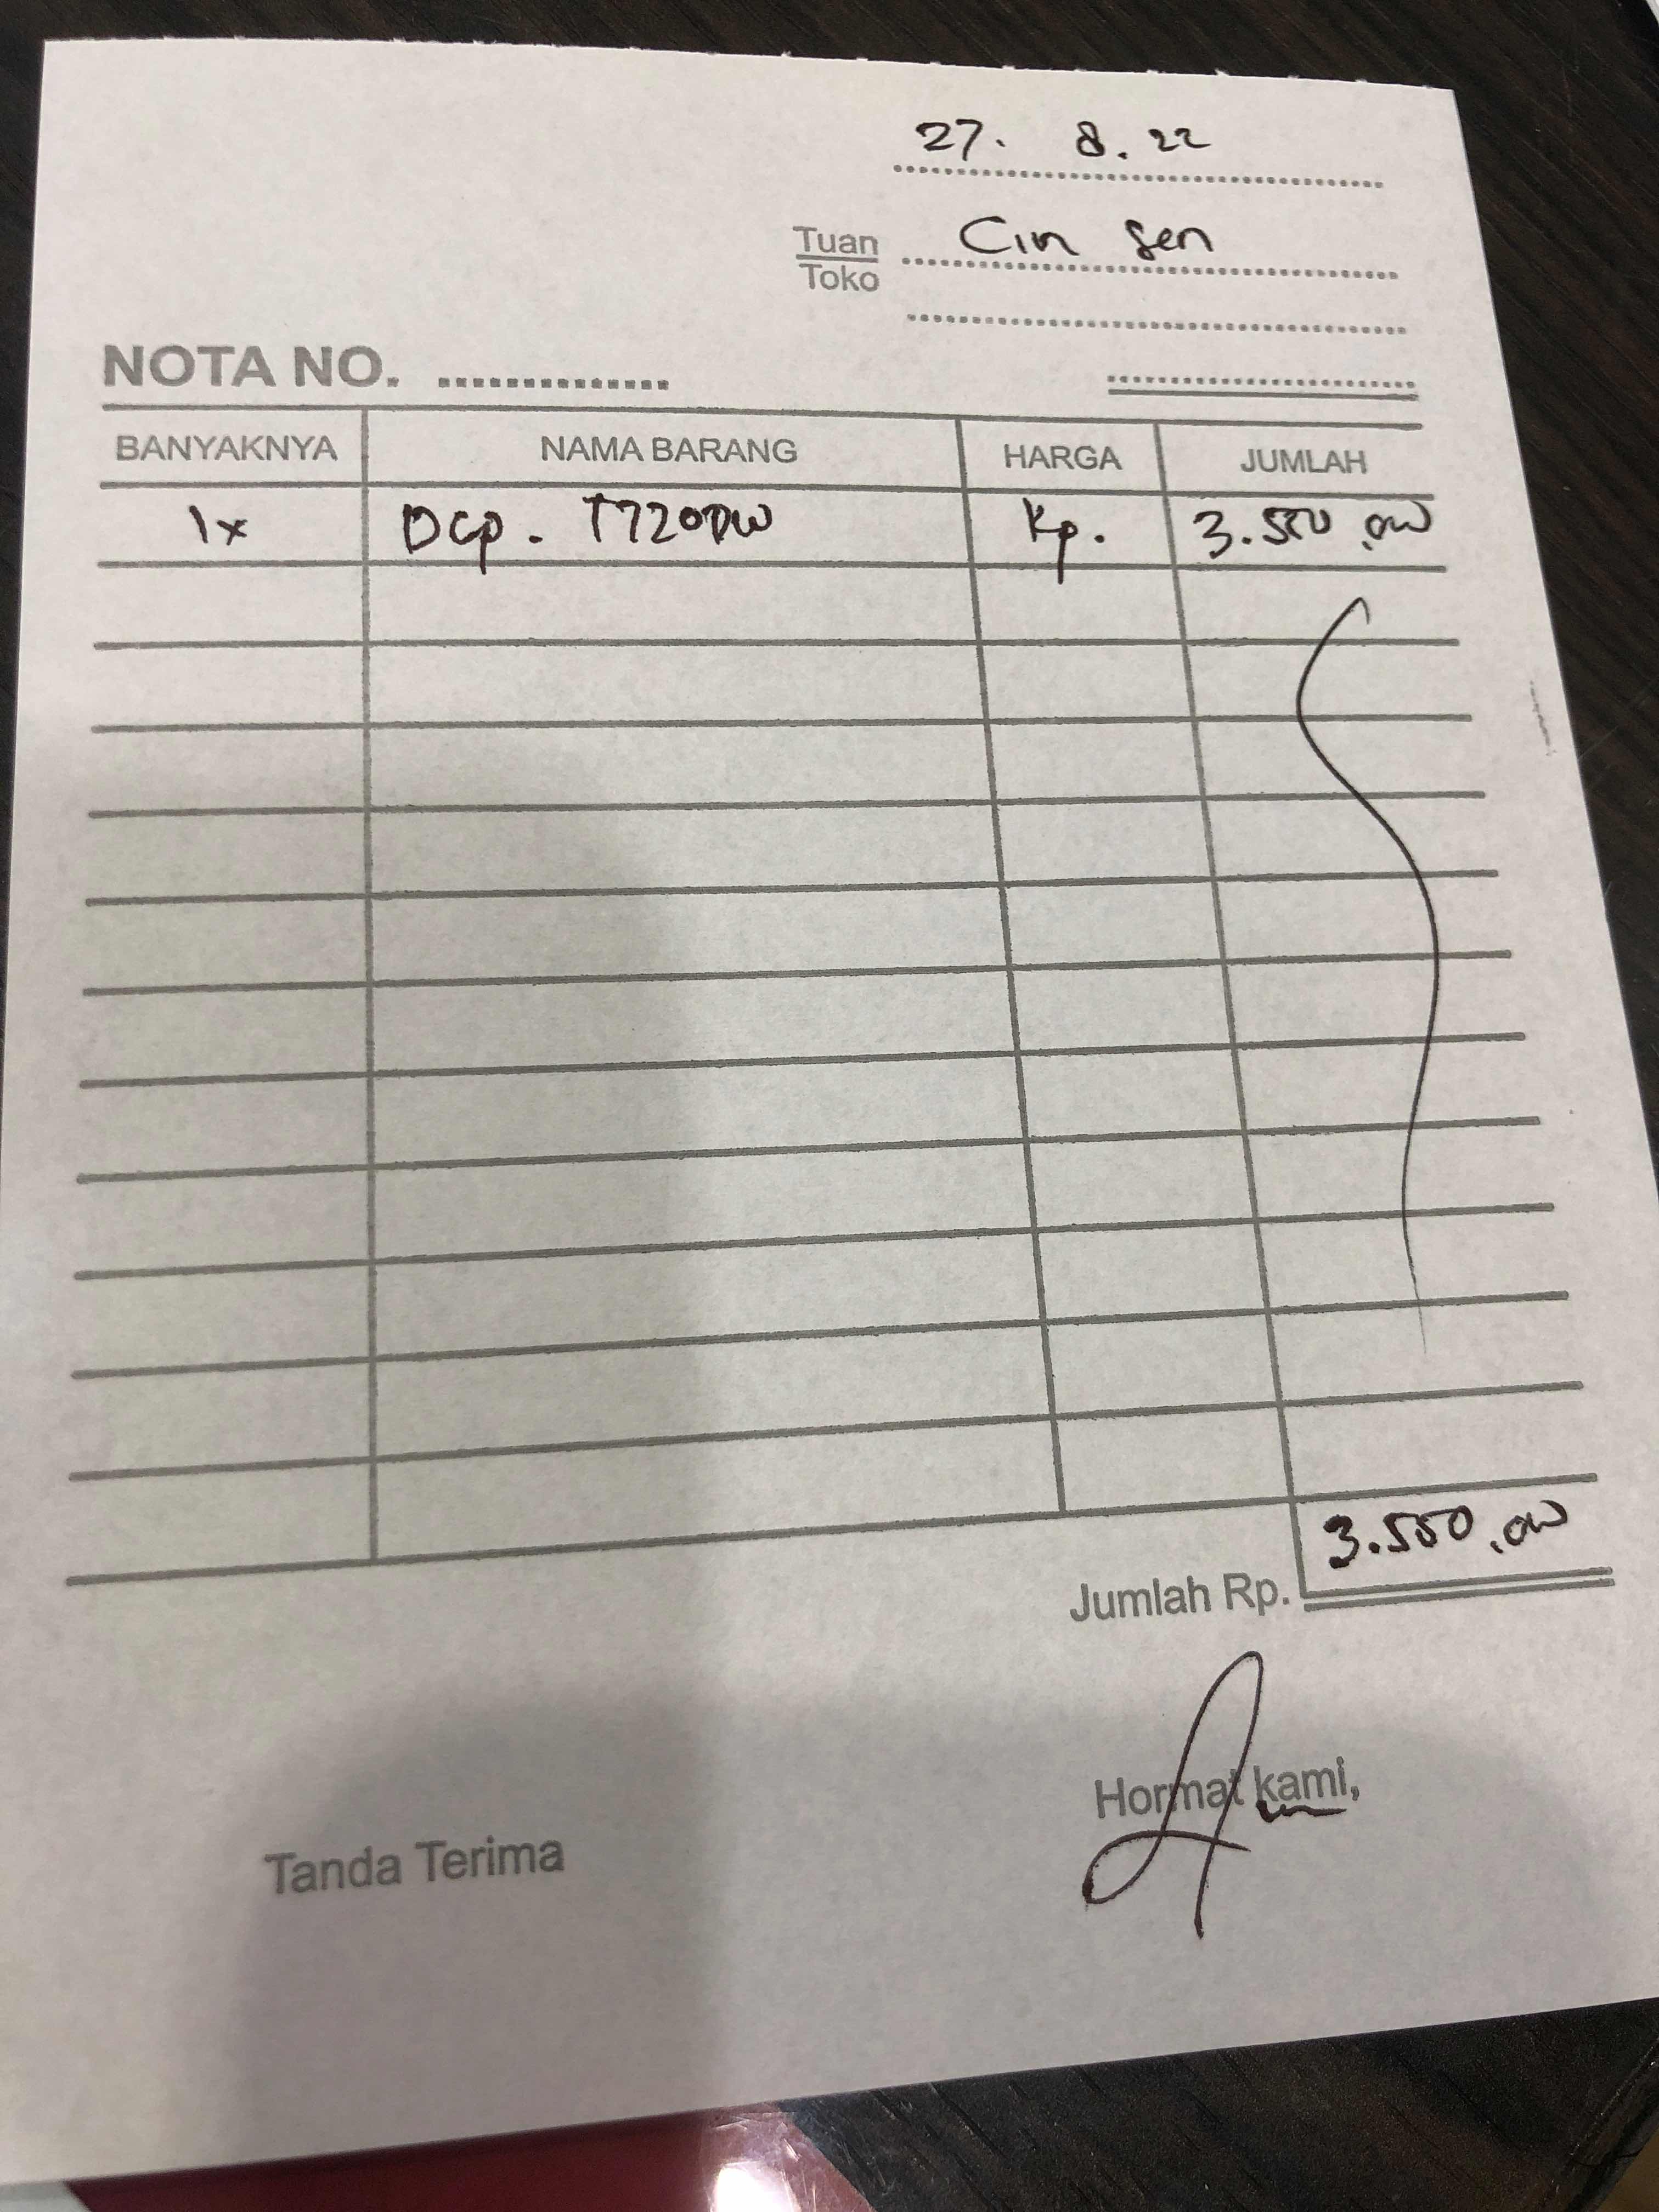 27. 8.22
Tuan Cin Sen
Toko
NOTA NO. ...............
BANYAKNYA NAMA BARANG HARGA JUMLAH
1x Dcp. T720DW Rp. 3.550.000
3.550.000
Jumlah Rp.
Hormat kami,
Tanda Terima